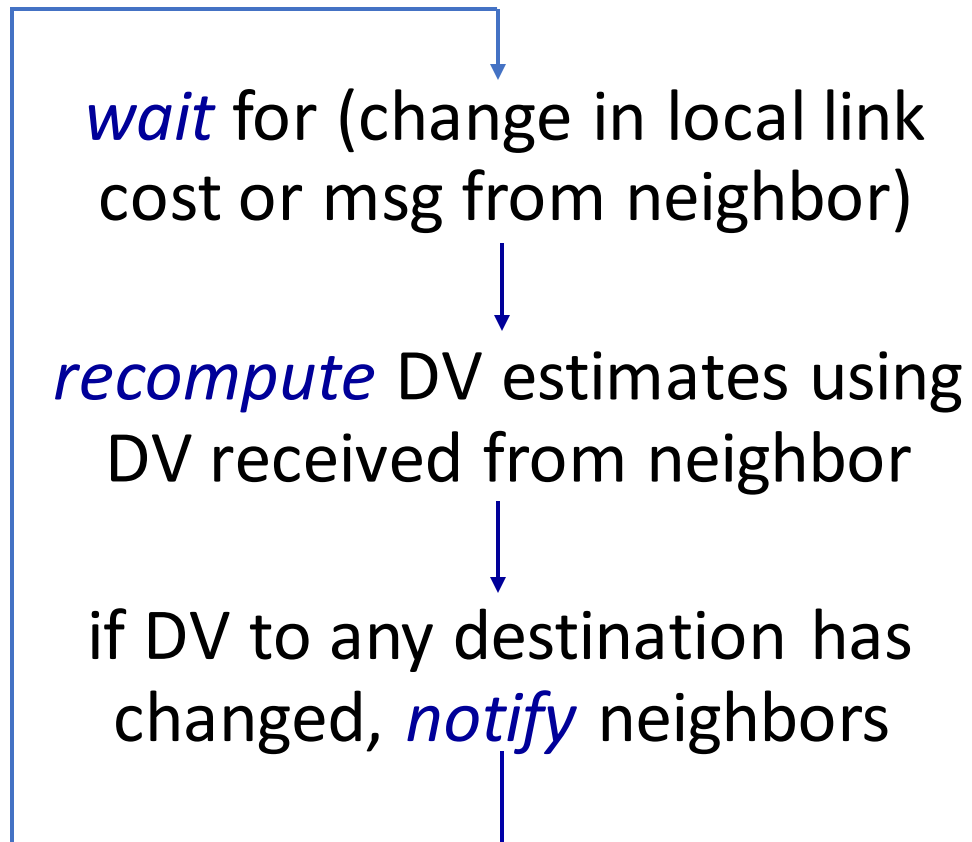 wait for (change in local link
cost or msg from neighbor)
recompute DV estimates using
DV received from neighbor
if DV to any destination has
changed, notify neighbors